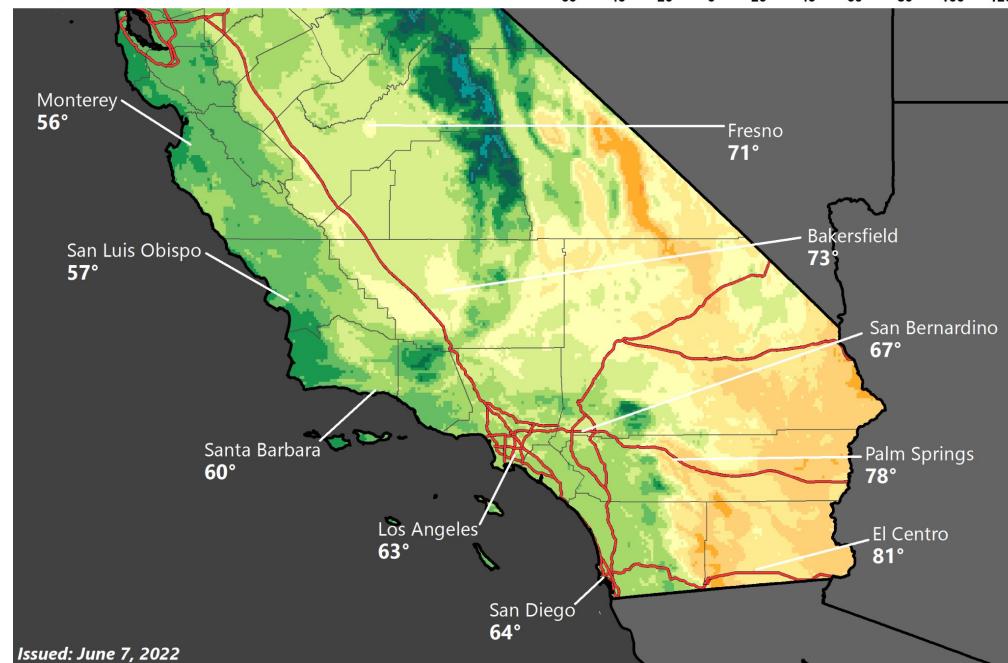 Monterey
56°
Fresno
71°
San Luis Obispo
57°
Bakersfield
73°
San Bernardino
67°
Santa Barbara
60°
Palm Springs
78°
Los Angeles
63°
El Centro
81°
San Diego
64°
Issued: June 7, 2022